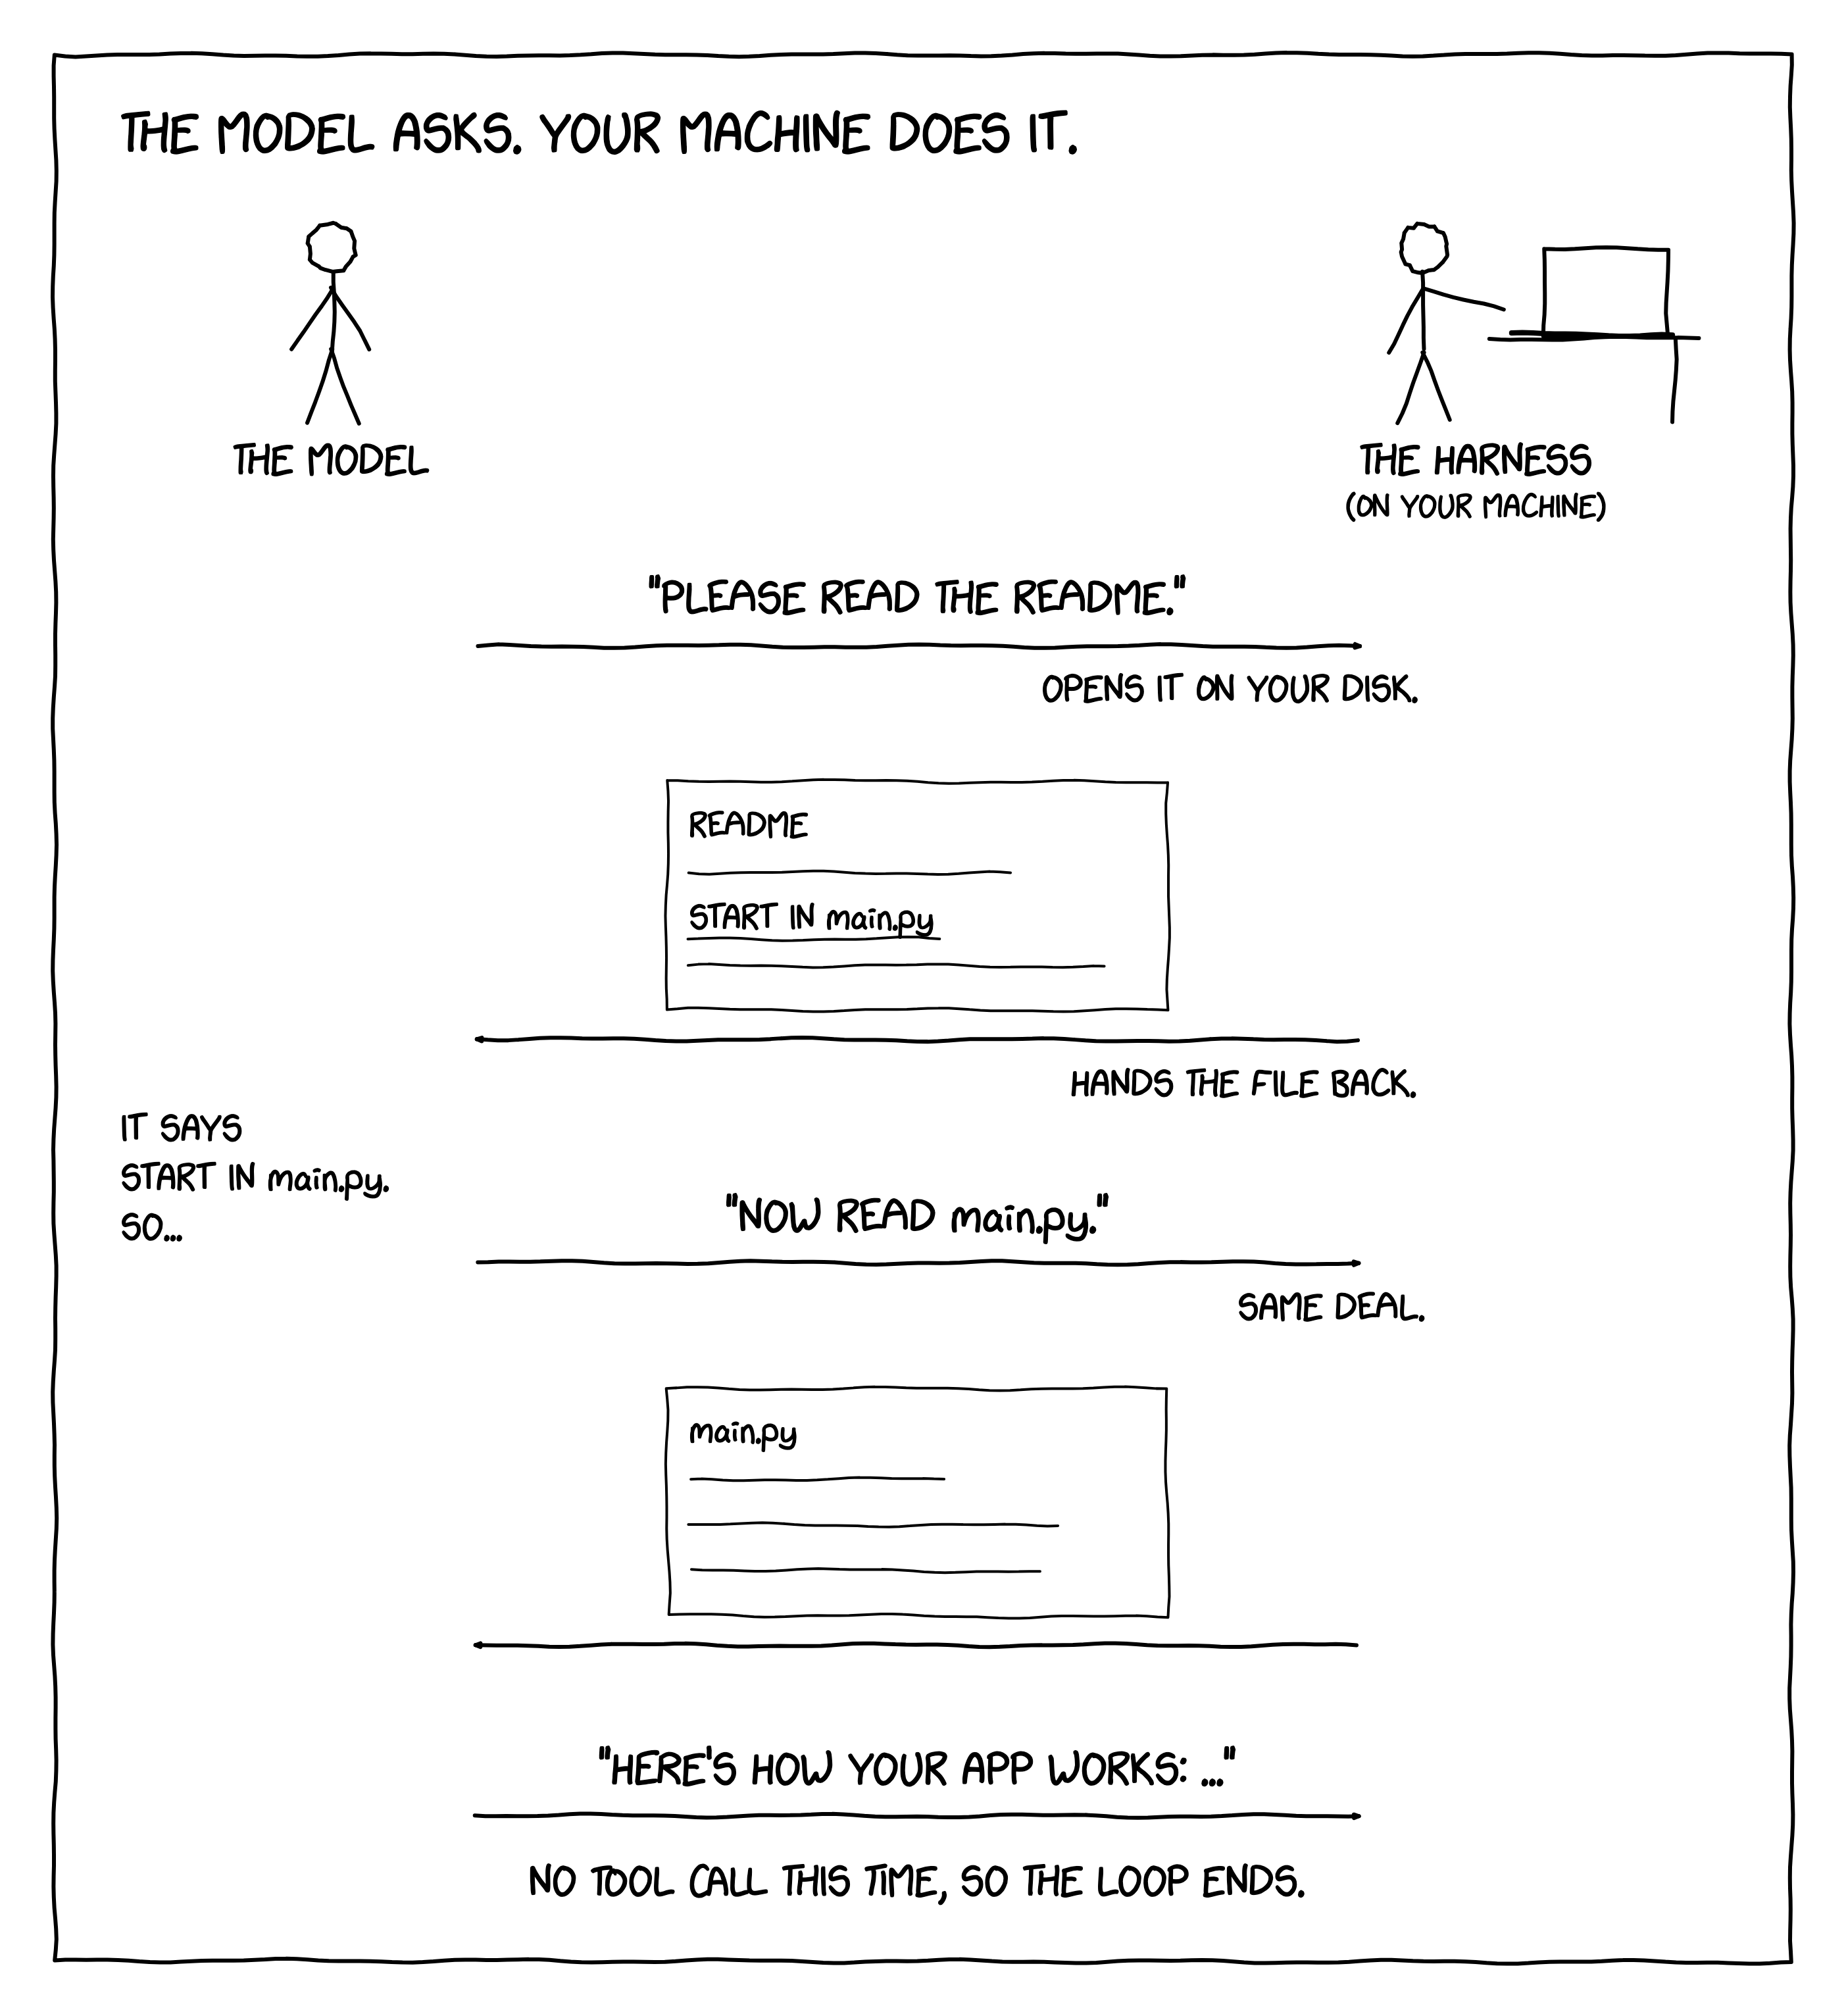 THE MODEL ASKS. YOUR MACHINE DOES IT.
THE MODEL
THE HARNESS
(ON YOUR MACHINE)
"PLEASE READ THE README."
OPENS IT ON YOUR DISK.
README
START IN main.py
HANDS THE FILE BACK.
IT SAYS
START IN main.py.
SO...
"NOW READ main.py."
SAME DEAL.
main.py
"HERE'S HOW YOUR APP WORKS: ..."
NO TOOL CALL THIS TIME, SO THE LOOP ENDS.